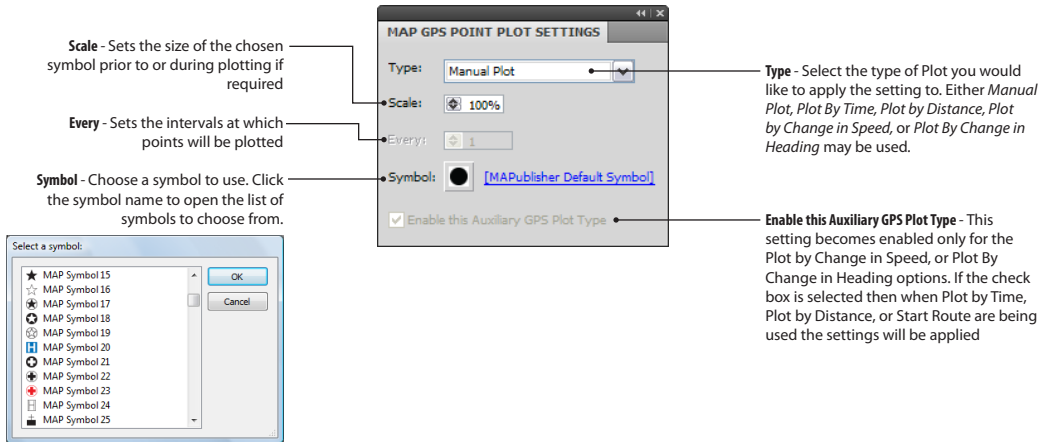 MAP GPS POINT PLOT SETTINGS
Type: Manual Plot
Scale: 100%
Every: 1
Symbol: [MAPublisher Default Symbol]
Enable this Auxiliary GPS Plot Type
Scale - Sets the size of the chosen
symbol prior to or during plotting if
required
Every - Sets the intervals at which
points will be plotted
Symbol - Choose a symbol to use. Click
the symbol name to open the list of
symbols to choose from.
Select a symbol:
MAP Symbol 15
MAP Symbol 16
MAP Symbol 17
MAP Symbol 18
MAP Symbol 19
MAP Symbol 20
MAP Symbol 21
MAP Symbol 22
MAP Symbol 23
MAP Symbol 24
MAP Symbol 25
OK
Cancel
Type - Select the type of Plot you would
like to apply the setting to. Either Manual
Plot, Plot By Time, Plot by Distance, Plot
by Change in Speed, or Plot By Change in
Heading may be used.
Enable this Auxiliary GPS Plot Type - This
setting becomes enabled only for the
Plot by Change in Speed, or Plot By
Change in Heading options. If the check
box is selected then when Plot by Time,
Plot by Distance, or Start Route are being
used the settings will be applied